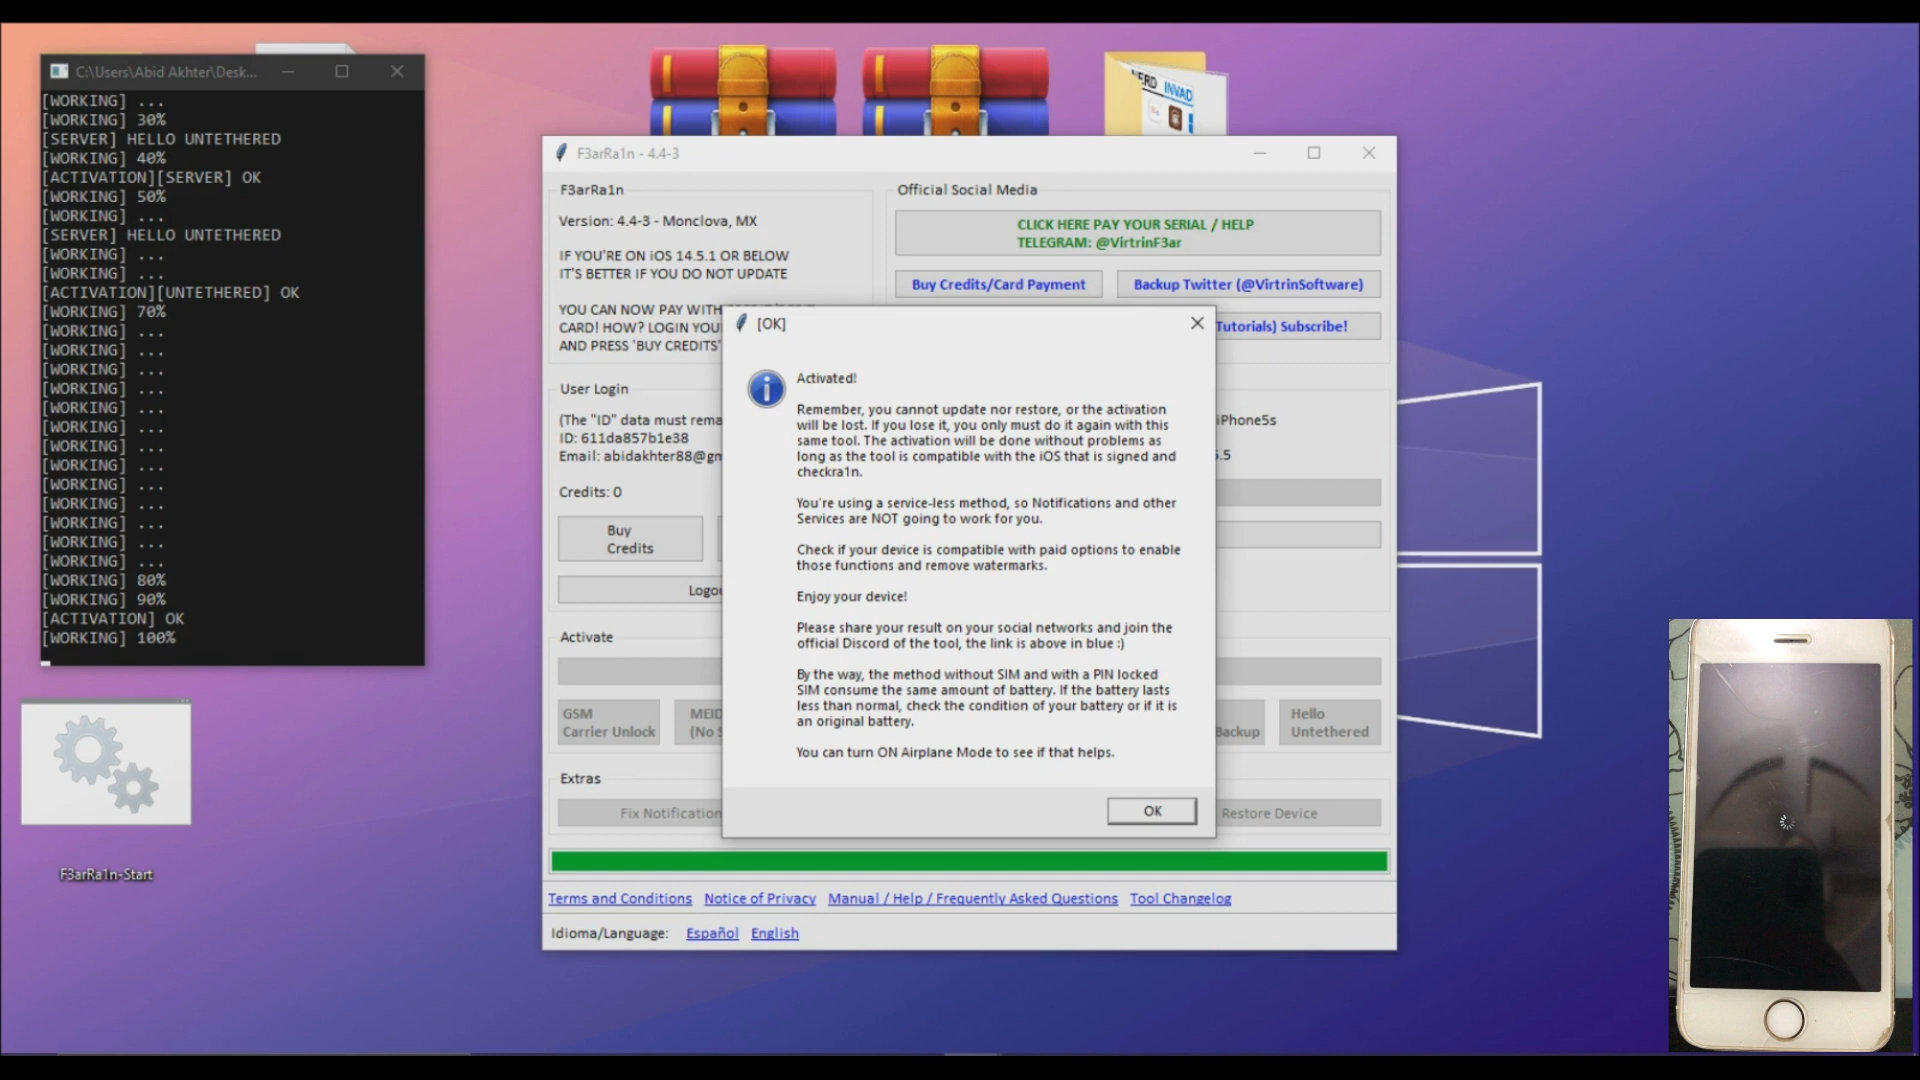 C:\Users\Abid Akhter\Desk...
[WORKING] ...
[WORKING] 30%
[SERVER] HELLO UNTETHERED
[WORKING] 40%
[ACTIVATION][SERVER] OK
[WORKING] 50%
[WORKING] ...
[SERVER] HELLO UNTETHERED
[WORKING] ...
[WORKING] ...
[ACTIVATION][UNTETHERED] OK
[WORKING] 70%
[WORKING] ...
[WORKING] ...
[WORKING] ...
[WORKING] ...
[WORKING] ...
[WORKING] ...
[WORKING] ...
[WORKING] ...
[WORKING] ...
[WORKING] ...
[WORKING] ...
[WORKING] ...
[WORKING] ...
[WORKING] 80%
[WORKING] 90%
[ACTIVATION] OK
[WORKING] 100%
F3arRa1n-Start
INVAD
F3arRa1n - 4.4-3
F3arRa1n
Version: 4.4-3 - Monclova, MX
IF YOU'RE ON iOS 14.5.1 OR BELOW
IT'S BETTER IF YOU DO NOT UPDATE
YOU CAN NOW PAY WITH
CARD! HOW? LOGIN YOU
AND PRESS 'BUY CREDITS'
Official Social Media
CLICK HERE PAY YOUR SERIAL / HELP
TELEGRAM: @VirtrinF3ar
Buy Credits/Card Payment
Backup Twitter (@VirtrinSoftware)
Tutorials) Subscribe!
User Login
(The "ID" data must rema
ID: 611da857b1e38
Email: abidakhter88@gm
Credits: 0
Buy
Credits
Logou
iPhone5s
.5
Activate
GSM
Carrier Unlock
MEID
(No S
Backup
Hello
Untethered
Extras
Fix Notification
Restore Device
[OK]
Activated!
Remember, you cannot update nor restore, or the activation
will be lost. If you lose it, you only must do it again with this
same tool. The activation will be done without problems as
long as the tool is compatible with the iOS that is signed and
checkra1n.
You're using a service-less method, so Notifications and other
Services are NOT going to work for you.
Check if your device is compatible with paid options to enable
those functions and remove watermarks.
Enjoy your device!
Please share your result on your social networks and join the
official Discord of the tool, the link is above in blue :)
By the way, the method without SIM and with a PIN locked
SIM consume the same amount of battery. If the battery lasts
less than normal, check the condition of your battery or if it is
an original battery.
You can turn ON Airplane Mode to see if that helps.
OK
Terms and Conditions Notice of Privacy Manual / Help / Frequently Asked Questions Tool Changelog
Idioma/Language: Español English